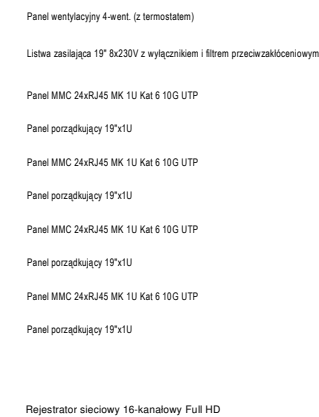 Panel wentylacyjny 4-went. (z termostatem)
Listwa zasilająca 19" 8x230V z wyłącznikiem i filtrem przeciwzakłóceniowym
Panel MMC 24xRJ45 MK 1U Kat 6 10G UTP
Panel porządkujący 19"x1U
Panel MMC 24xRJ45 MK 1U Kat 6 10G UTP
Panel porządkujący 19"x1U
Panel MMC 24xRJ45 MK 1U Kat 6 10G UTP
Panel porządkujący 19"x1U
Panel MMC 24xRJ45 MK 1U Kat 6 10G UTP
Panel porządkujący 19"x1U
Rejestrator sieciowy 16-kanałowy Full HD